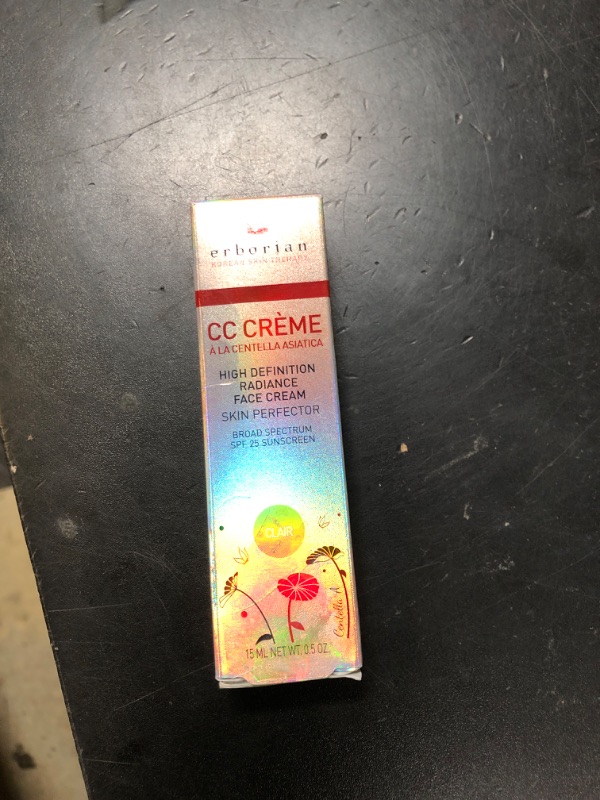 erborian
KOREAN SKIN THERAPY
CC CRÈME
À LA CENTELLA ASIATICA
HIGH DEFINITION
RADIANCE
FACE CREAM
SKIN PERFECTOR
BROAD SPECTRUM
SPF 25 SUNSCREEN
CLAIR
Centella A
15 ML NET WT. 0.5 OZ.